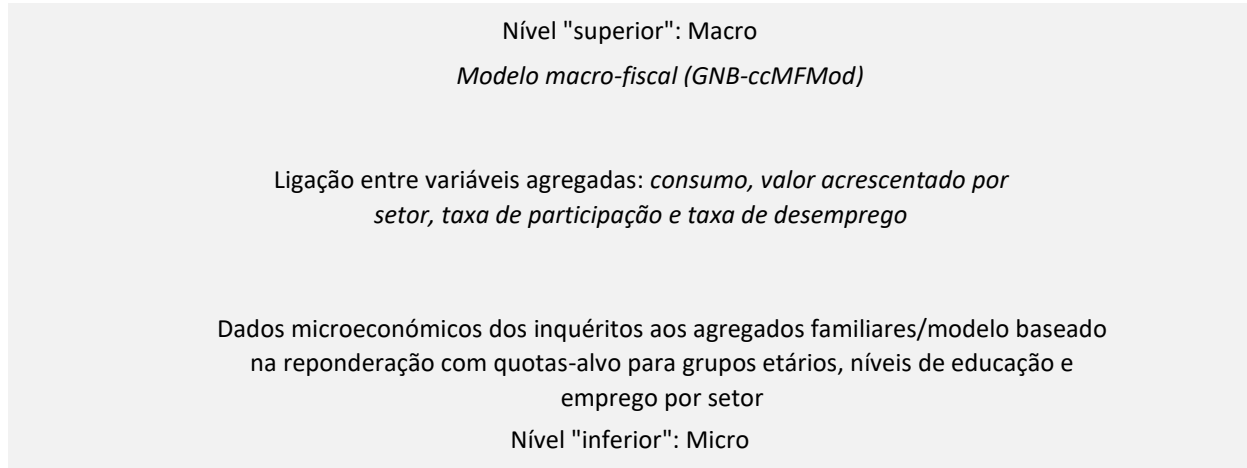 Nível "superior": Macro
Modelo macro-fiscal (GNB-ccMFMod)
Ligação entre variáveis agregadas: consumo, valor acrescentado por
setor, taxa de participação e taxa de desemprego
Dados microeconómicos dos inquéritos aos agregados familiares/modelo baseado
na reponderação com quotas-alvo para grupos etários, níveis de educação e
emprego por setor
Nível "inferior": Micro